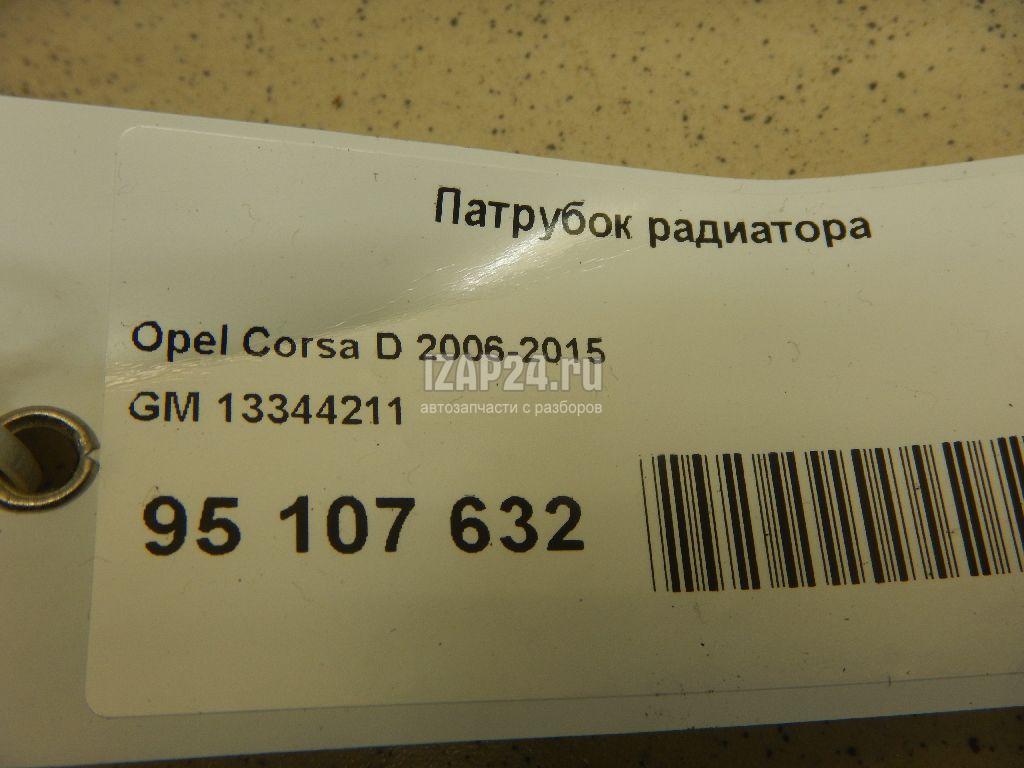 Патрубок радиатора
Opel Corsa D 2006-2015
IZAP24.ru
GM 13344211
автозапчасти с разборов
95 107 632